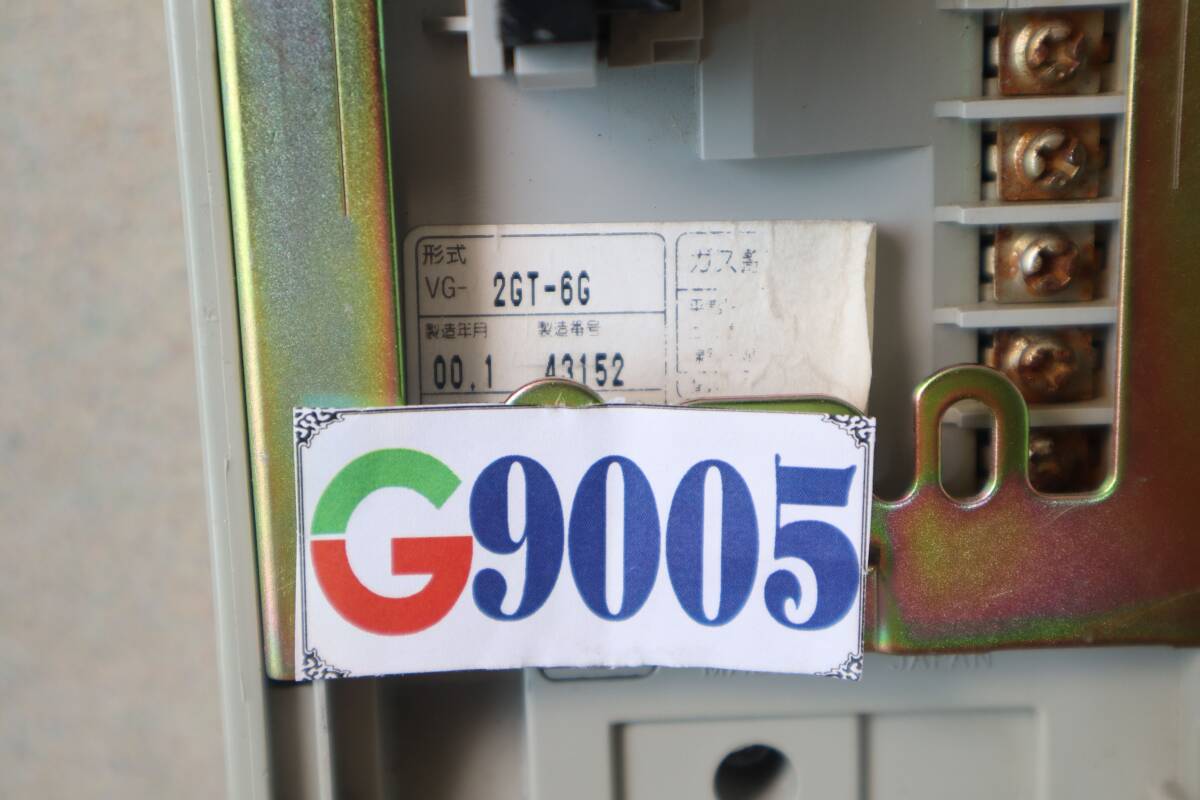 形式
VG- 2GT-6G
製造年月 製造番号
00.1 43152
ガス
G9005
JAPAN